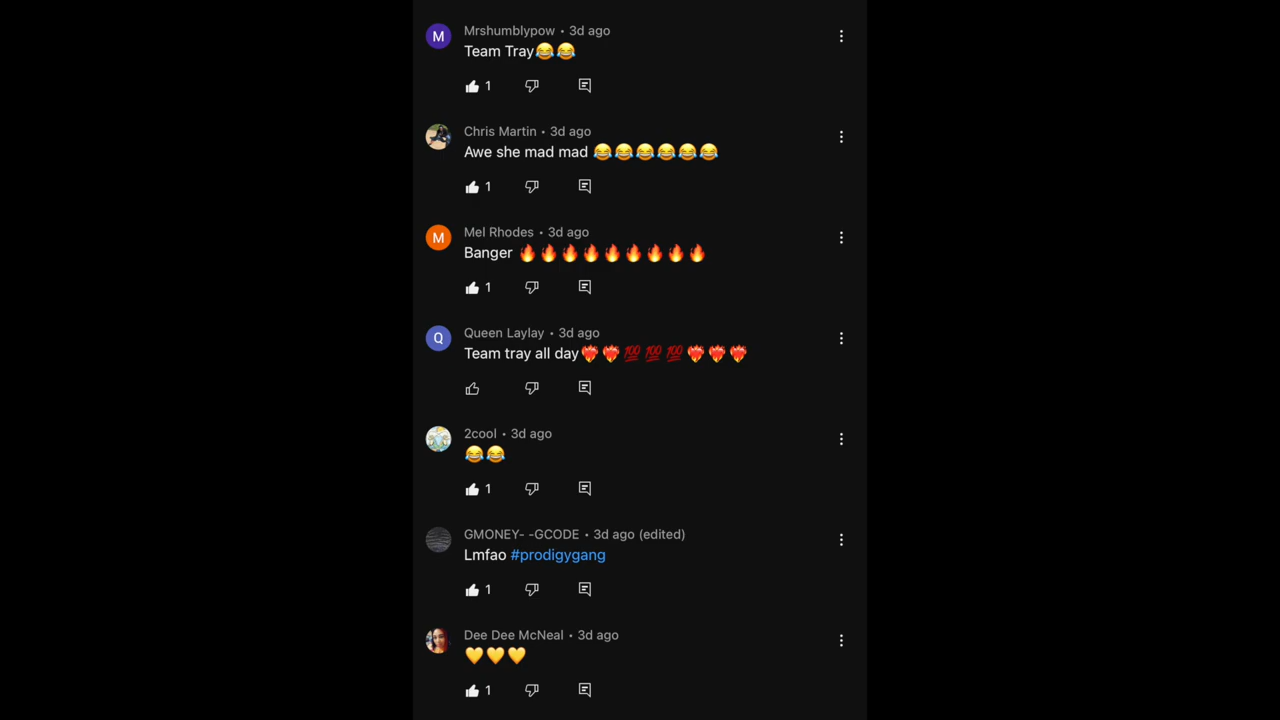 M
Mrshumblypow • 3d ago
Team Tray😂😂
1
Chris Martin • 3d ago
Awe she mad mad 😂😂😂😂😂😂
1
M
Mel Rhodes • 3d ago
Banger 🔥🔥🔥🔥🔥🔥🔥🔥🔥
1
Q
Queen Laylay • 3d ago
Team tray all day❤️‍🔥❤️‍🔥💯💯💯❤️‍🔥❤️‍🔥❤️‍🔥
2cool • 3d ago
😂😂
1
GMONEY- -GCODE • 3d ago (edited)
Lmfao #prodigygang
1
Dee Dee McNeal • 3d ago
💛💛💛
1